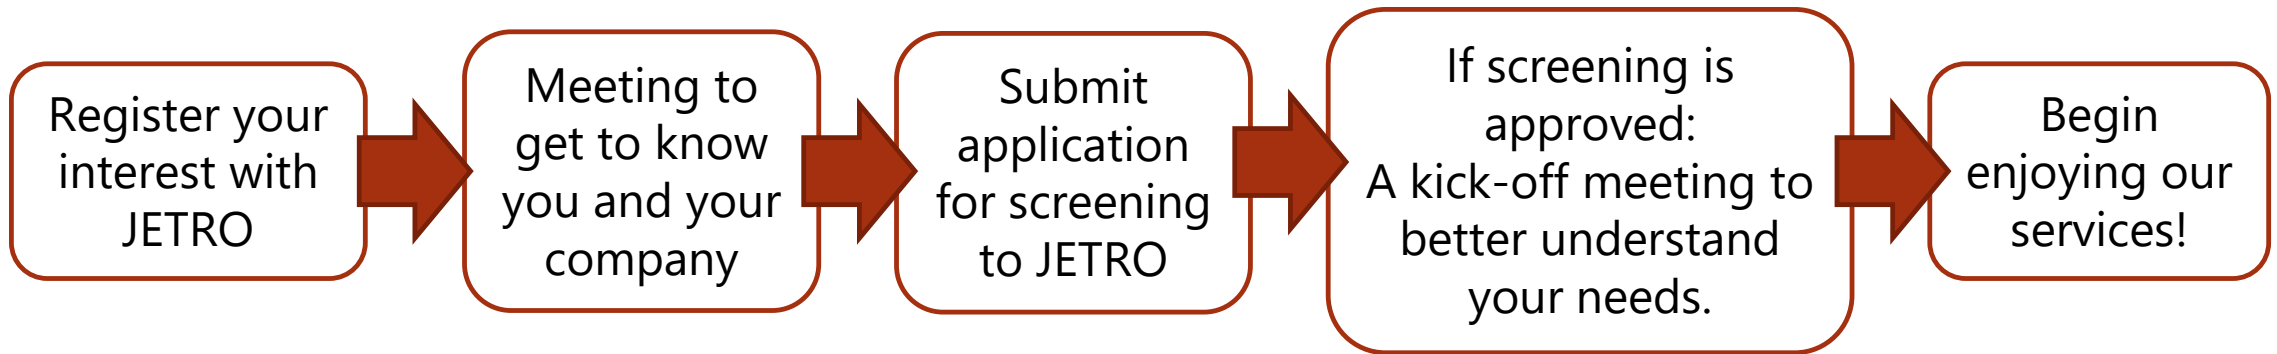 Register your
interest with
JETRO
Meeting to
get to know
you and your
company
Submit
application
for screening
to JETRO
If screening is
approved:
A kick-off meeting to
better understand
your needs.
Begin
enjoying our
services!